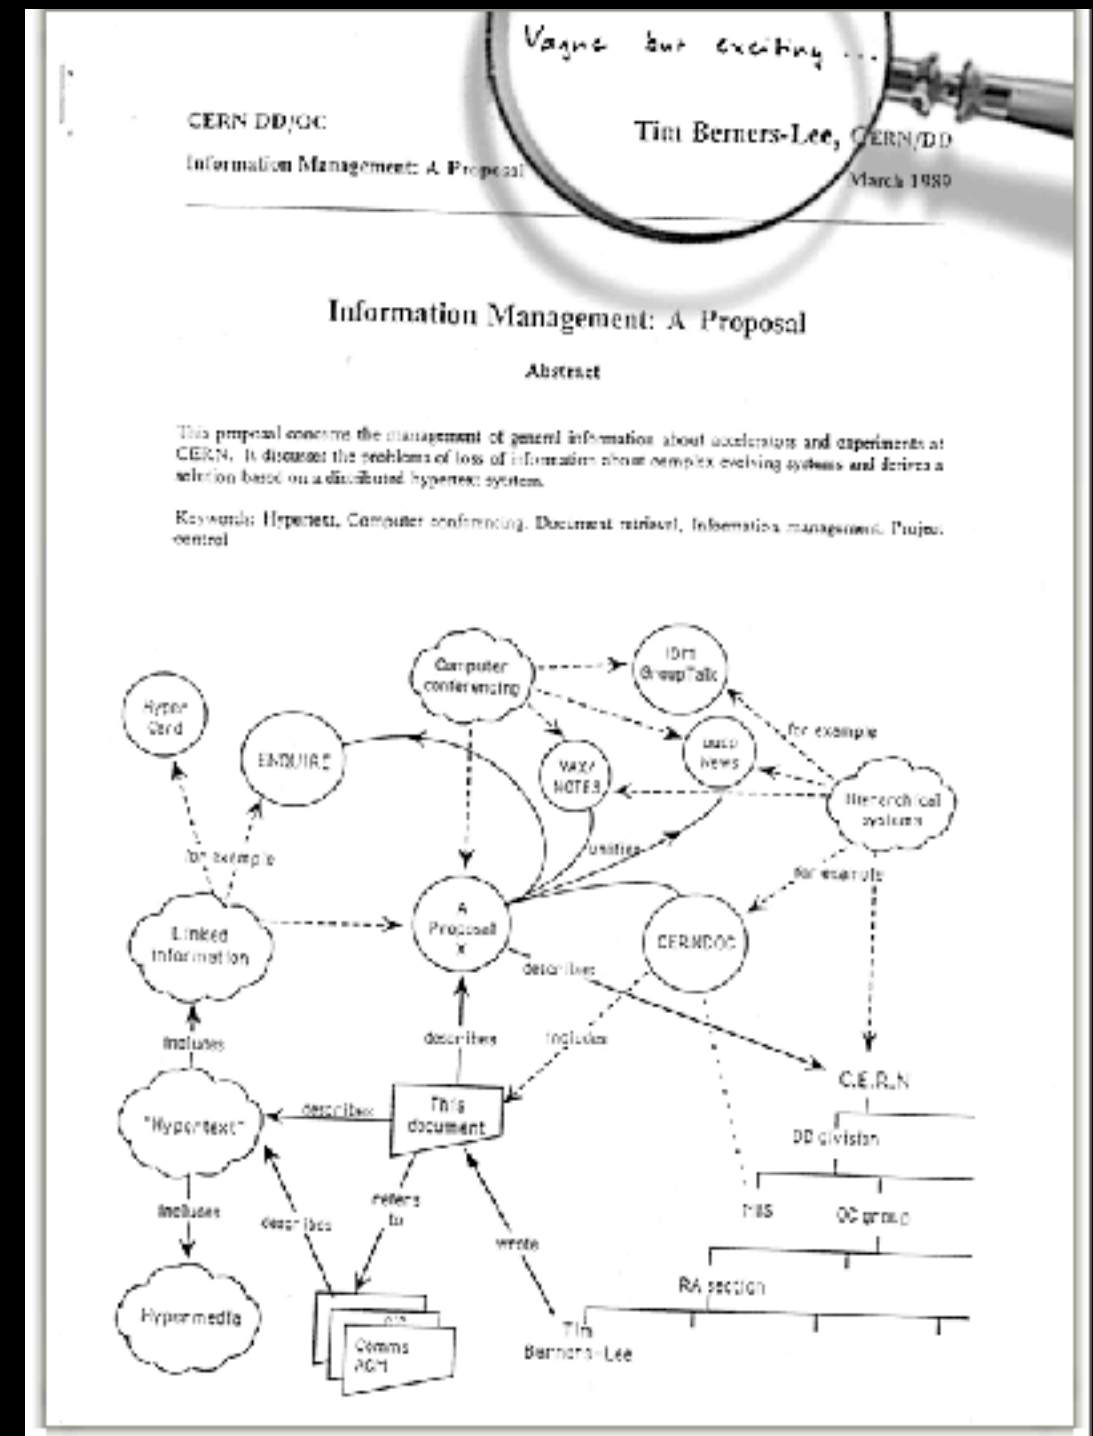 Vague but exciting ...
CERN DD/OC
Tim Berners-Lee, CERN/DD
Information Management: A Proposal
March 1989
Information Management: A Proposal
Abstract
This proposal concerns the management of general information about accelerators and experiments at
CERN. It discusses the problems of loss of information about complex evolving systems and derives a
solution based on a distributed hypertext system.
Keywords: Hypertext, Computer conferencing, Document retrieval, Information management, Project
control
Computer
conferencing
IBM
GroupTalk
Hyper
Card
ENQUIRE
VAX/
NOTES
uucp
News
for example
Hierarchical
systems
unifies
for example
for example
A
Proposal
X
Linked
information
CERNDOC
describes
includes
describes
includes
C.E.R.N
This
document
"Hypertext"
describes
DD division
includes
describes
refers
to
wrote
MIS
OC group
RA section
Hypermedia
Comms
ACM
Tim
Berners-Lee